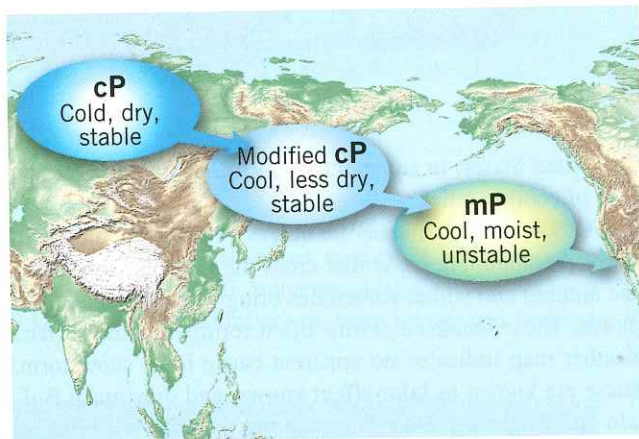 cP
Cold, dry,
stable
Modified cP
Cool, less dry,
stable
mP
Cool, moist,
unstable